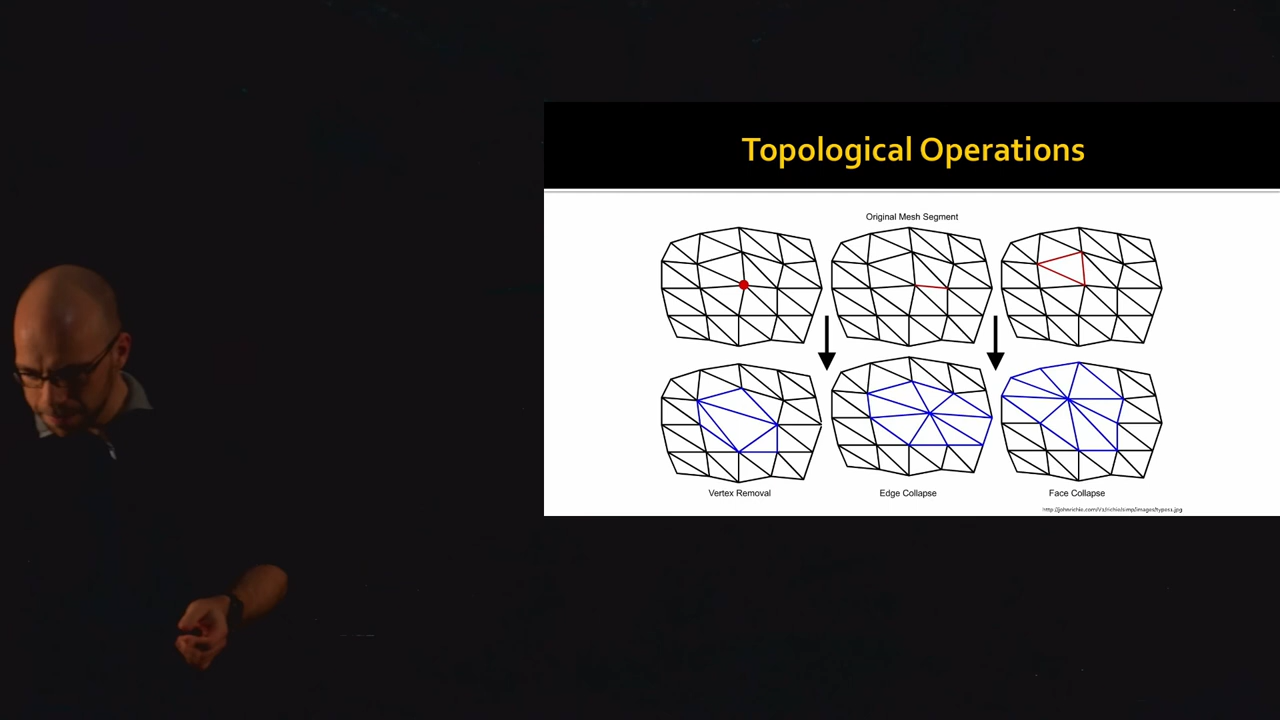 Topological Operations
Original Mesh Segment
Vertex Removal
Edge Collapse
Face Collapse